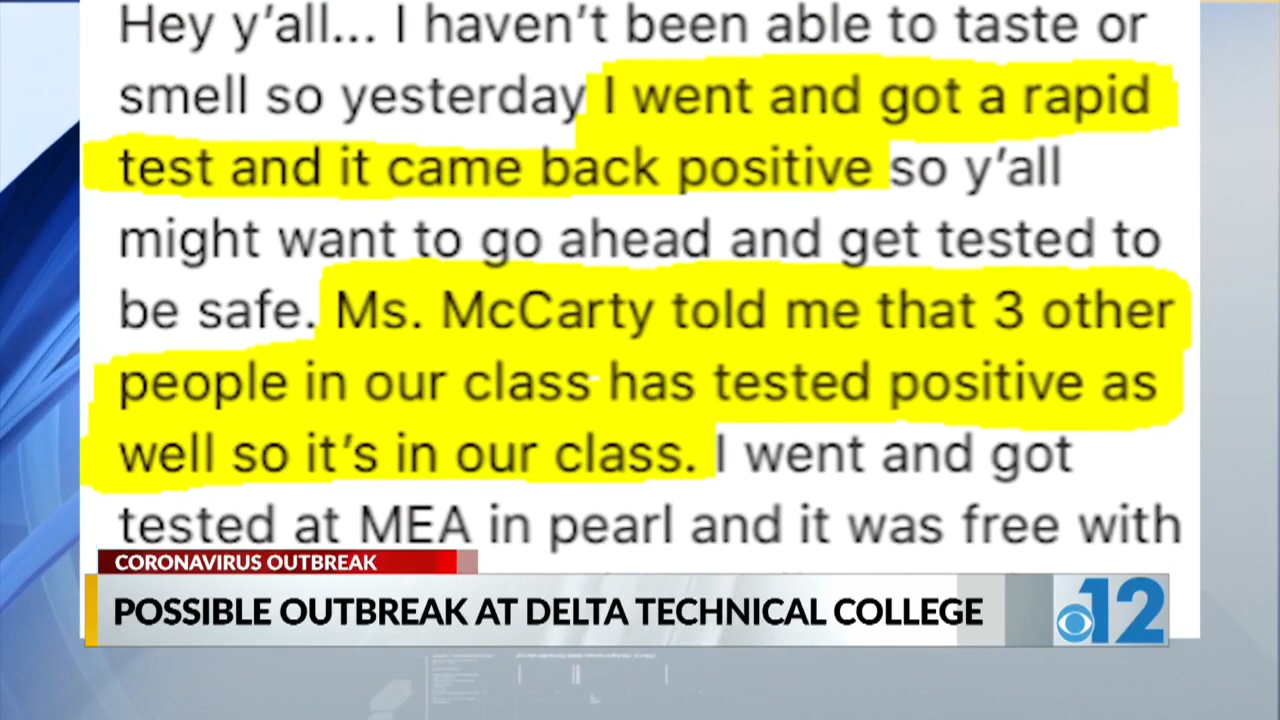 Hey y’all... I haven’t been able to taste or
smell so yesterday I went and got a rapid
test and it came back positive so y’all
might want to go ahead and get tested to
be safe. Ms. McCarty told me that 3 other
people in our class has tested positive as
well so it’s in our class. I went and got
tested at MEA in pearl and it was free with
CORONAVIRUS OUTBREAK
POSSIBLE OUTBREAK AT DELTA TECHNICAL COLLEGE
12